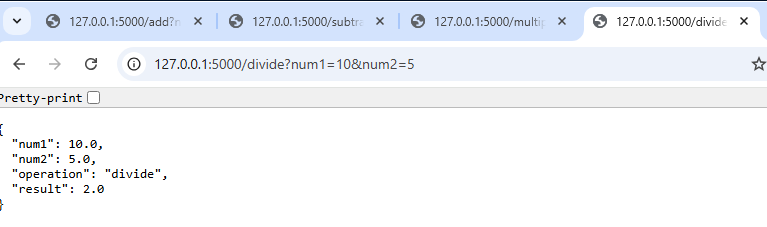 127.0.0.1:5000/add?n
127.0.0.1:5000/subtra
127.0.0.1:5000/multip
127.0.0.1:5000/divide
127.0.0.1:5000/divide?num1=10&num2=5
Pretty-print
{
  "num1": 10.0,
  "num2": 5.0,
  "operation": "divide",
  "result": 2.0
}